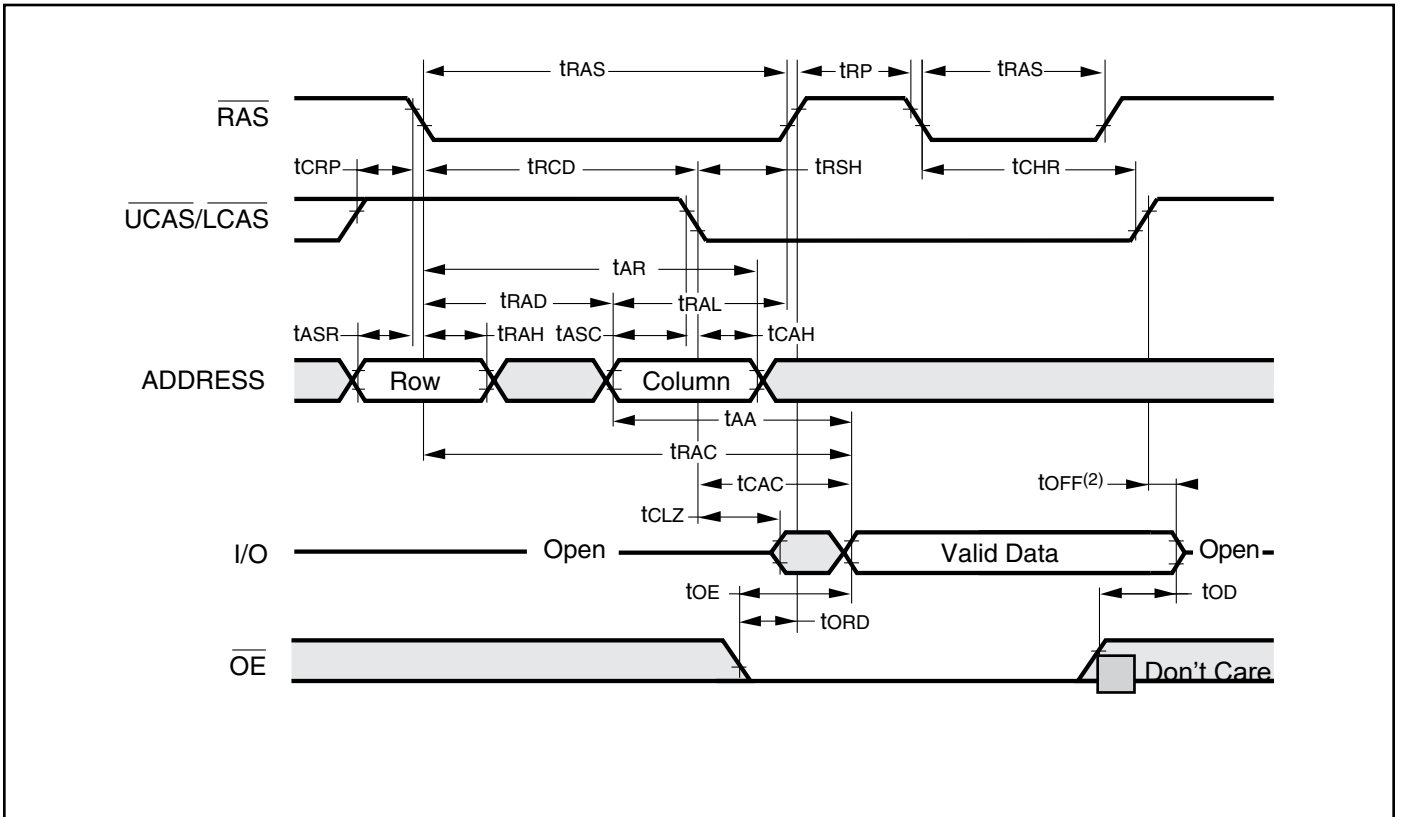 tRAS tRP tRAS
RAS
tCRP tRCD tRSH tCHR
UCAS/LCAS
tAR
tRAD tRAL
tASR tRAH tASC tCAH
ADDRESS Row Column
tAA
tRAC
tCAC tOFF(2)
tCLZ
I/O Open Valid Data Open
tOE tOD
tORD
OE Don't Care